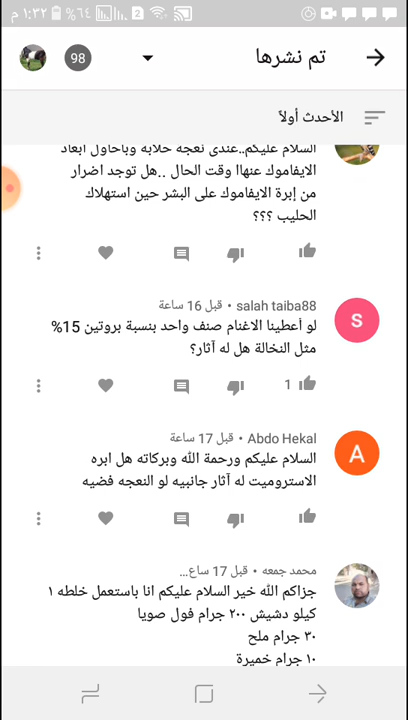 م ١:٣٢
%٦٤
2
تم نشرها
98
الأحدث أولاً
السلام عليكم..عندى نعجه حلابه وباحاول ابعاد
الايفاموك عنهاا وقت الحال ..هل توجد اضرار
من إبرة الايفاموك على البشر حين استهلاك
الحليب ؟؟؟
salah taiba88 • قبل 16 ساعة
S
لو أعطينا الاغنام صنف واحد بنسبة بروتين 15%
مثل النخالة هل له آثار؟
1
Abdo Hekal • قبل 17 ساعة
A
السلام عليكم ورحمة الله وبركاته هل ابره
الاستروميت له آثار جانبيه لو النعجه فضيه
محمد جمعه • قبل 17 ساع...
جزاكم الله خير السلام عليكم انا باستعمل خلطه ١
كيلو دشيش ٢٠٠ جرام فول صويا
٣٠ جرام ملح
١٠ جرام خميرة